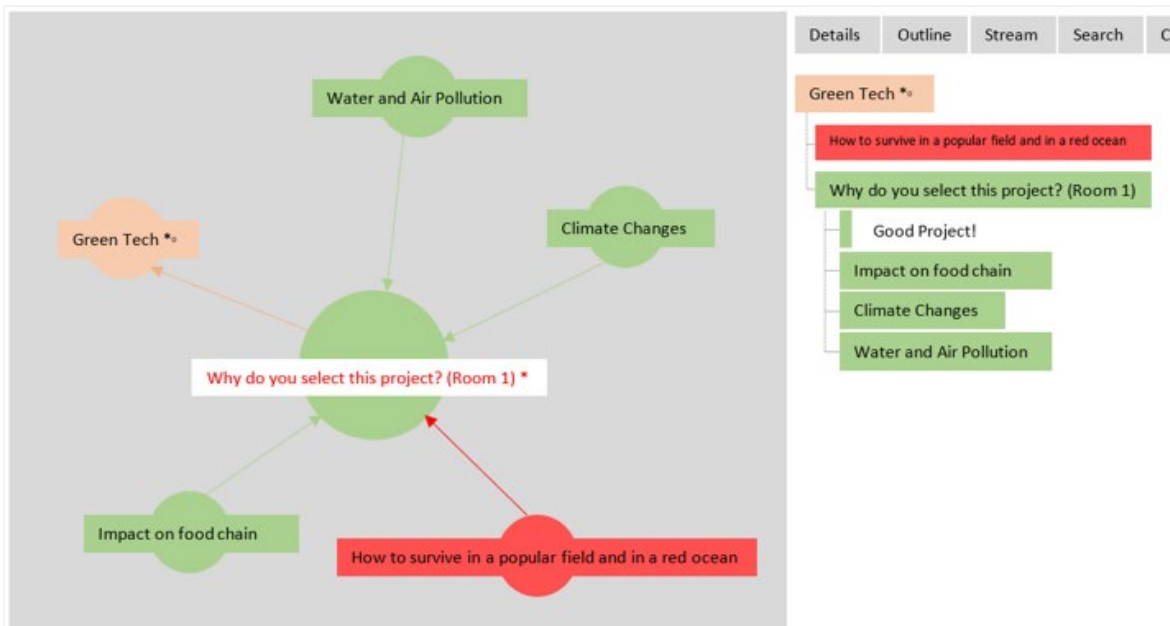 Water and Air Pollution
Climate Changes
Green Tech *▫
Why do you select this project? (Room 1) *
Impact on food chain
How to survive in a popular field and in a red ocean
Details
Outline
Stream
Search
C
Green Tech *▫
How to survive in a popular field and in a red ocean
Why do you select this project? (Room 1)
Good Project!
Impact on food chain
Climate Changes
Water and Air Pollution